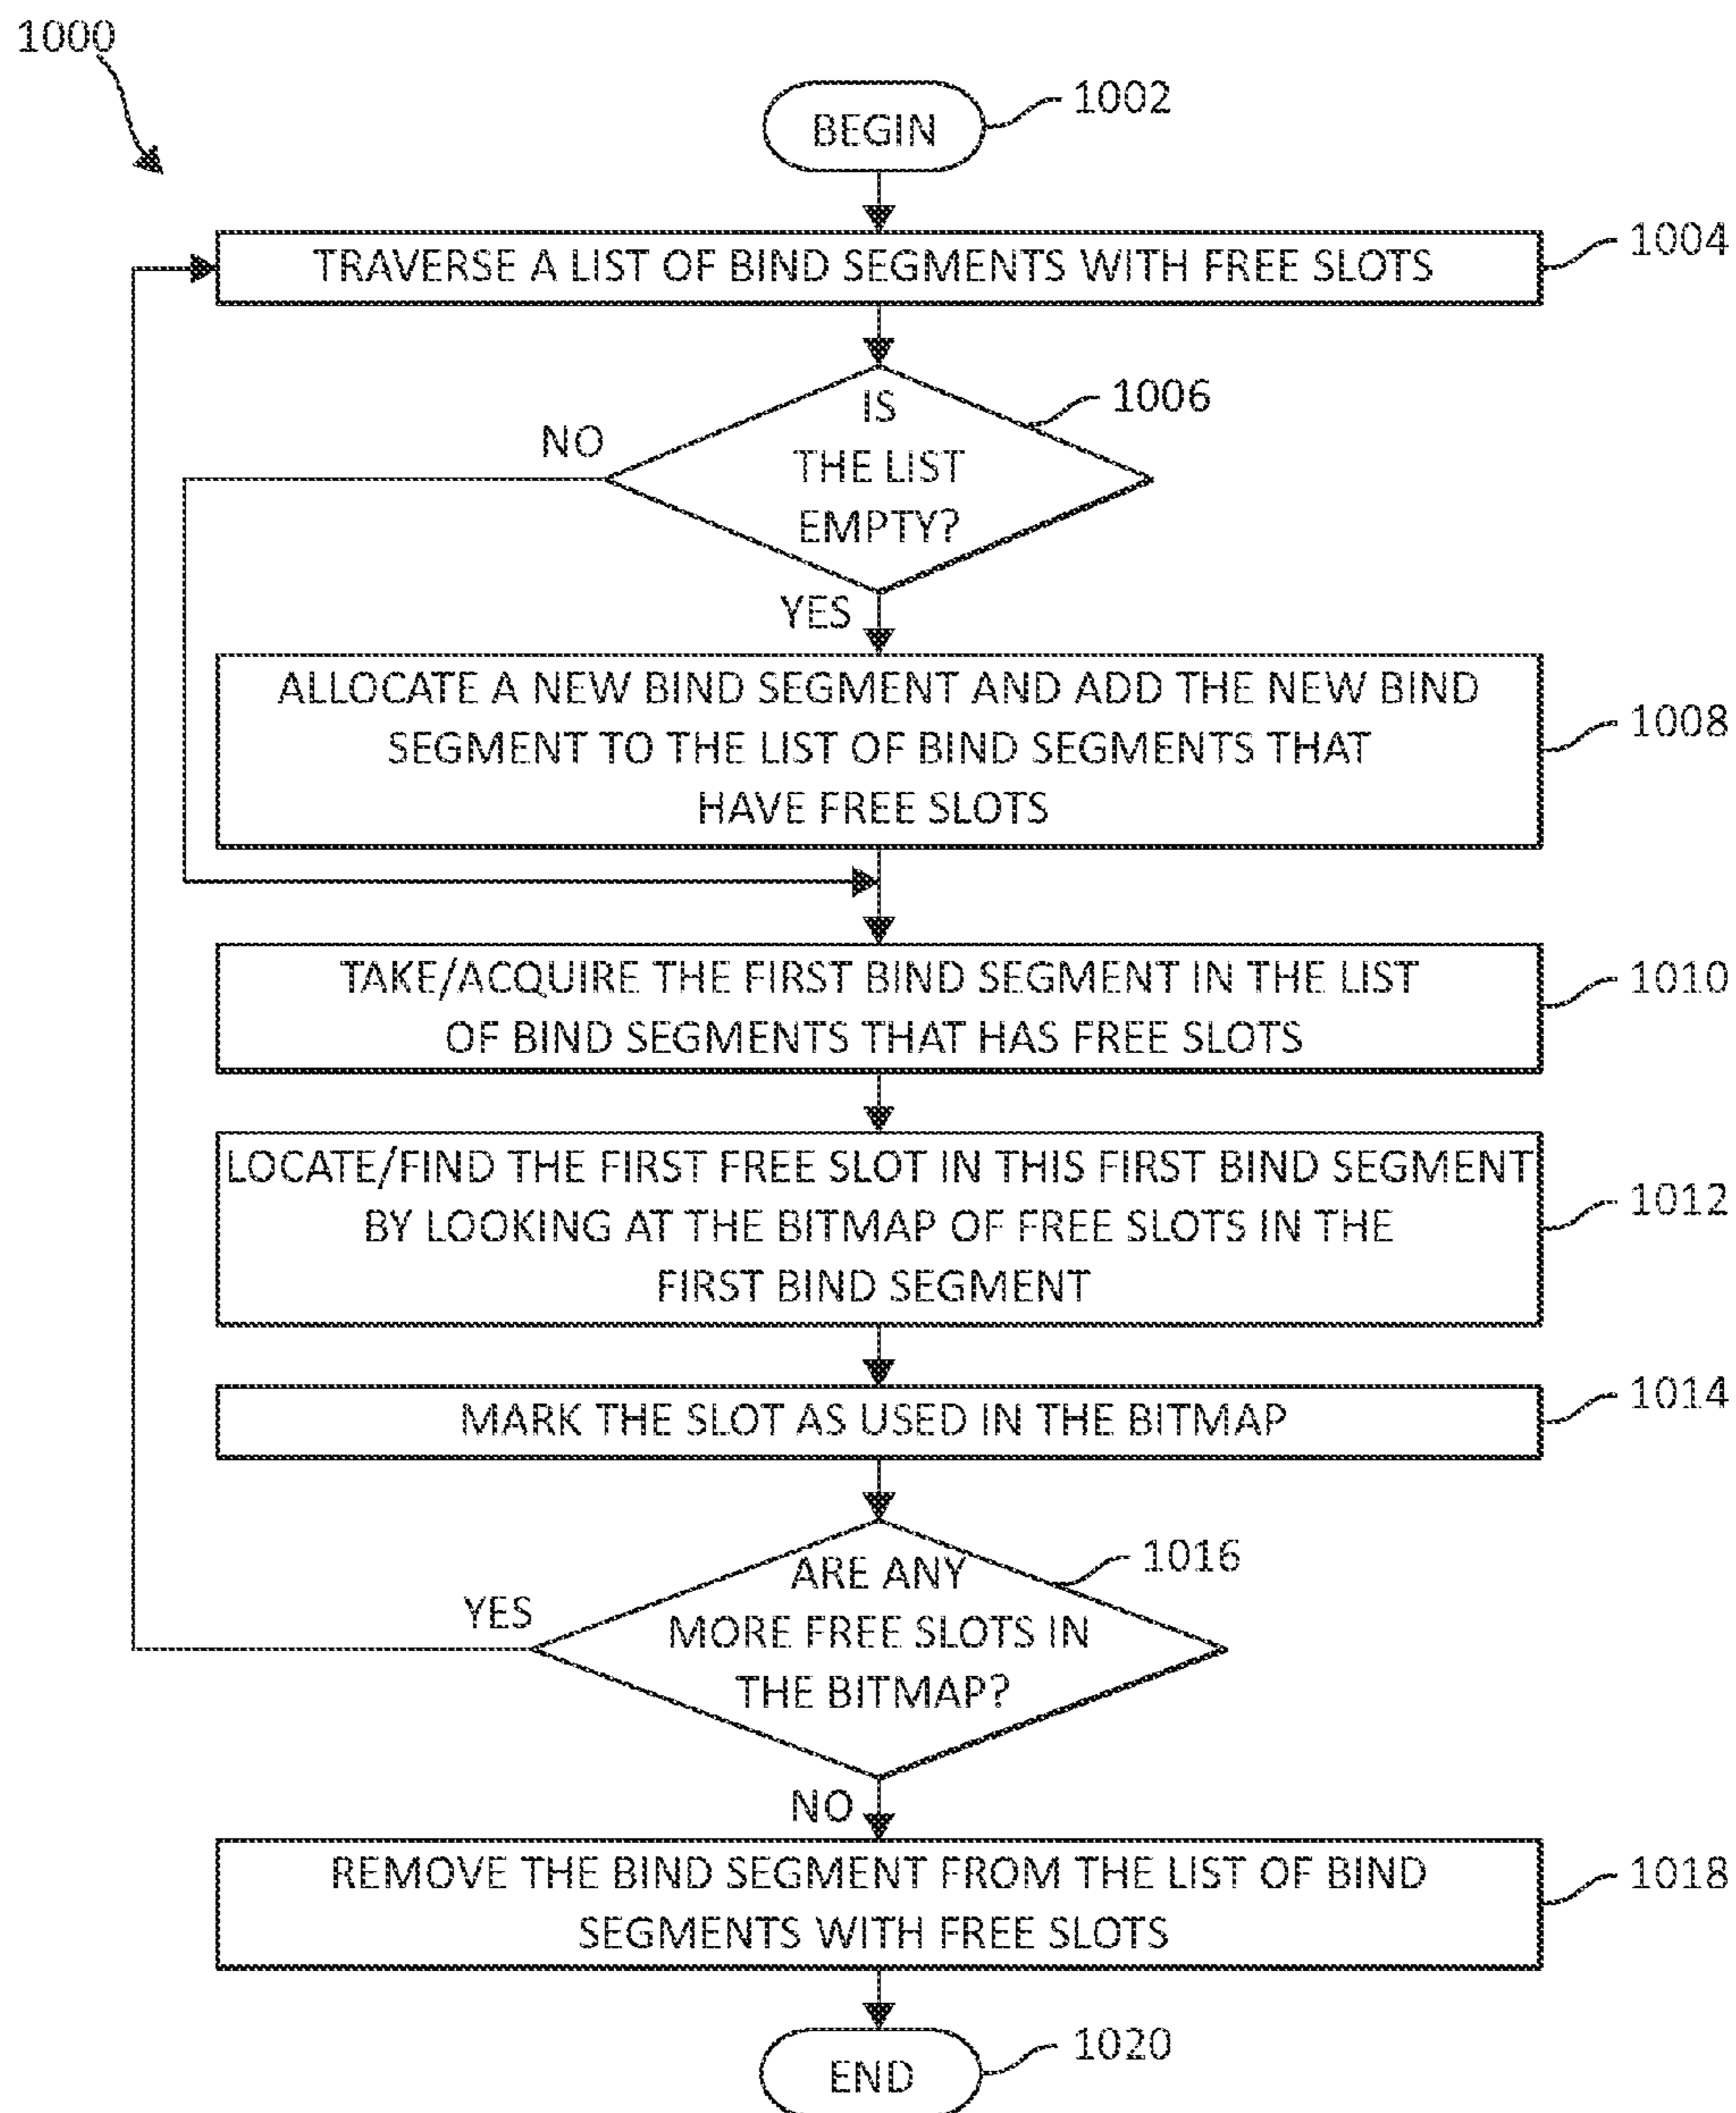 1000
BEGIN
1002
TRAVERSE A LIST OF BIND SEGMENTS WITH FREE SLOTS
1004
IS
THE LIST
EMPTY?
1006
NO
YES
ALLOCATE A NEW BIND SEGMENT AND ADD THE NEW BIND
SEGMENT TO THE LIST OF BIND SEGMENTS THAT
HAVE FREE SLOTS
1008
TAKE/ACQUIRE THE FIRST BIND SEGMENT IN THE LIST
OF BIND SEGMENTS THAT HAS FREE SLOTS
1010
LOCATE/FIND THE FIRST FREE SLOT IN THIS FIRST BIND SEGMENT
BY LOOKING AT THE BITMAP OF FREE SLOTS IN THE
FIRST BIND SEGMENT
1012
MARK THE SLOT AS USED IN THE BITMAP
1014
ARE ANY
MORE FREE SLOTS IN
THE BITMAP?
1016
YES
NO
REMOVE THE BIND SEGMENT FROM THE LIST OF BIND
SEGMENTS WITH FREE SLOTS
1018
END
1020